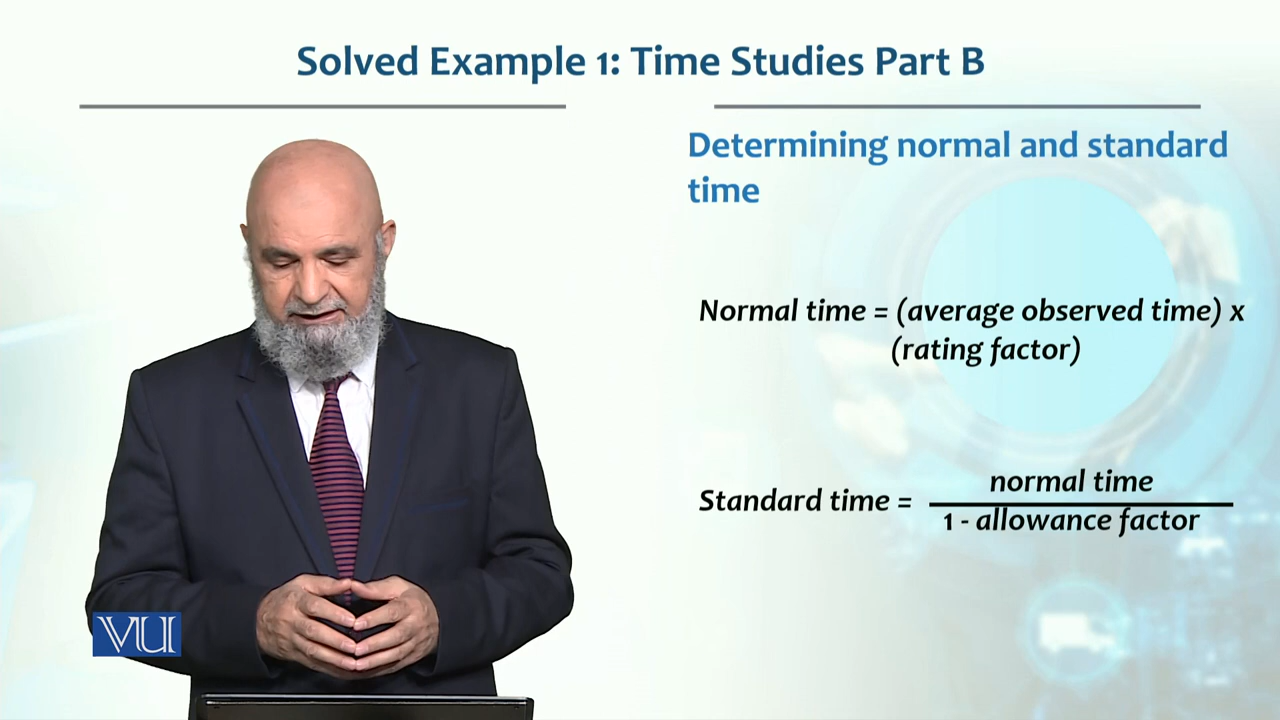 Solved Example 1: Time Studies Part B
Determining normal and standard
time
Normal time = (average observed time) x
(rating factor)
Standard time = normal time
1 - allowance factor
VU